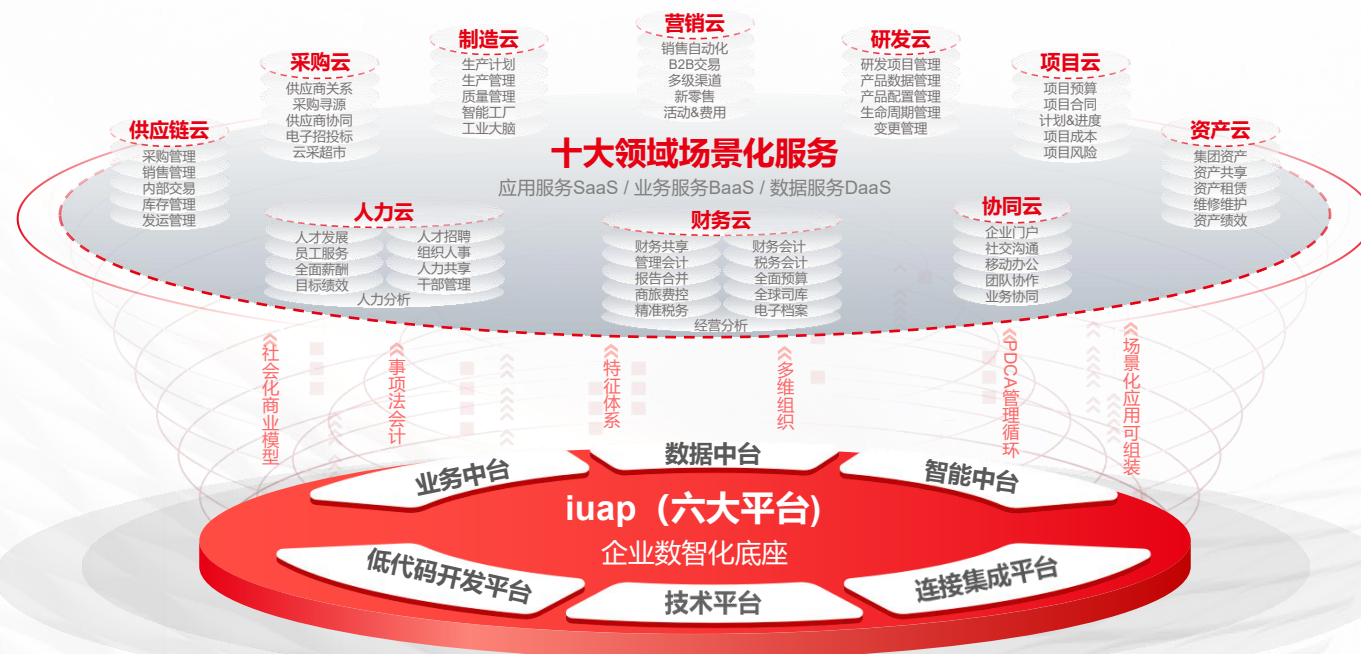 营销云
销售自动化
B2B交易
多级渠道
新零售
活动&费用
制造云
生产计划
生产管理
质量管理
智能工厂
工业大脑
研发云
研发项目管理
产品数据管理
产品配置管理
生命周期管理
变更管理
采购云
供应商关系
采购寻源
供应商协同
电子招投标
云采超市
项目云
项目预算
项目合同
计划&进度
项目成本
项目风险
供应链云
采购管理
销售管理
内部交易
库存管理
发运管理
资产云
集团资产
资产共享
资产租赁
维修维护
资产绩效
十大领域场景化服务
应用服务SaaS / 业务服务BaaS / 数据服务DaaS
人力云
人才发展
员工服务
全面薪酬
目标绩效
人才招聘
组织人事
人力共享
干部管理
人力分析
财务云
财务共享
管理会计
报告合并
商旅费控
精准税务
财务会计
税务会计
全面预算
全球司库
电子档案
经营分析
协同云
企业门户
社交沟通
移动办公
团队协作
业务协同
社会化商业模型
事项法会计
特征体系
多维组织
PDCA管理循环
场景化应用可组装
业务中台
数据中台
智能中台
iuap（六大平台)
企业数智化底座
低代码开发平台
技术平台
连接集成平台